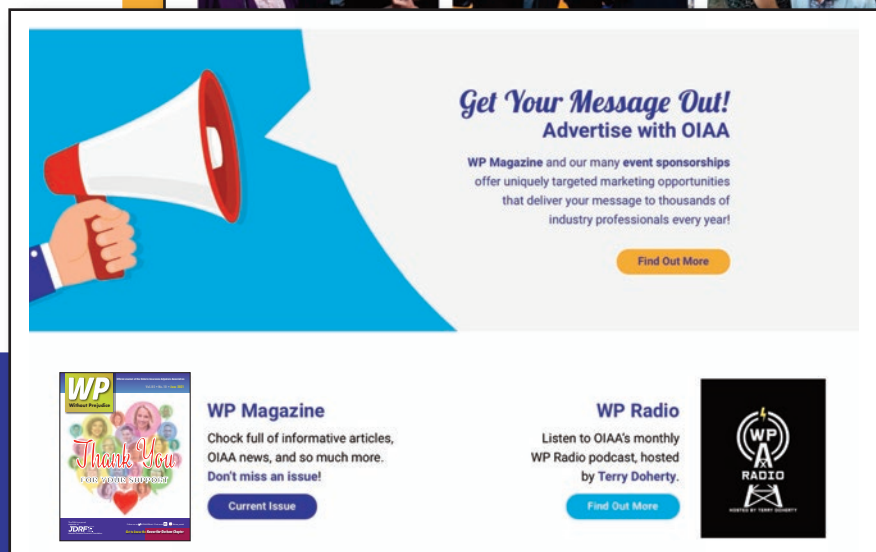 Get Your Message Out!
Advertise with OIAA
WP Magazine and our many event sponsorships
offer uniquely targeted marketing opportunities
that deliver your message to thousands of
industry professionals every year!
Find Out More
WP
Without Prejudice
Thank You
FOR YOUR SUPPORT
JDRF
WP Magazine
Chock full of informative articles,
OIAA news, and so much more.
Don't miss an issue!
Current Issue
WP Radio
Listen to OIAA's monthly
WP Radio podcast, hosted
by Terry Doherty.
Find Out More
WP
RADIO
HOSTED BY TERRY DOHERTY